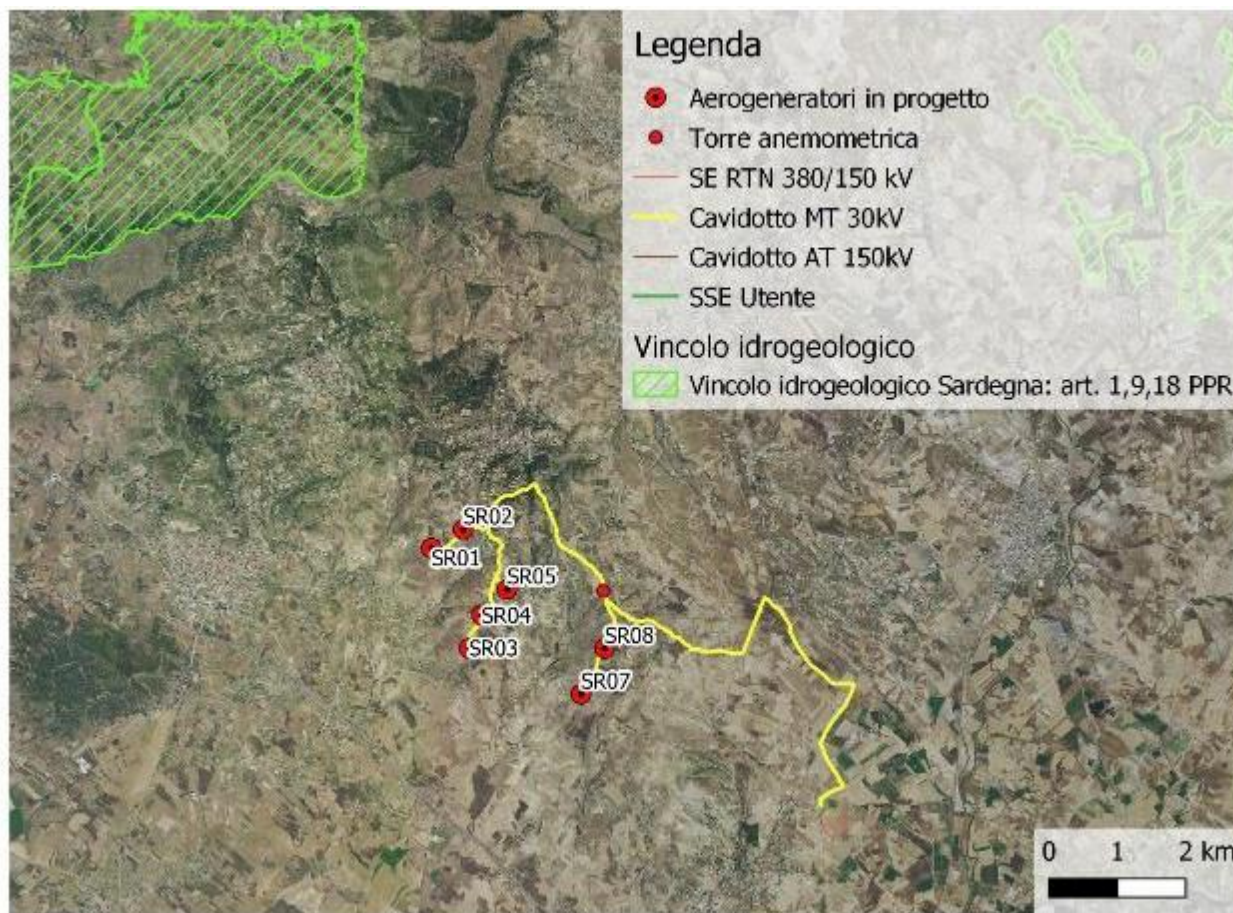 Legenda
Aerogeneratori in progetto
Torre anemometrica
SE RTN 380/150 kV
Cavidotto MT 30kV
Cavidotto AT 150kV
SSE Utente
Vincolo idrogeologico
Vincolo idrogeologico Sardegna: art. 1,9,18 PPR
SR02
SR01
SR05
SR04
SR03
SR08
SR07
0 1 2 km